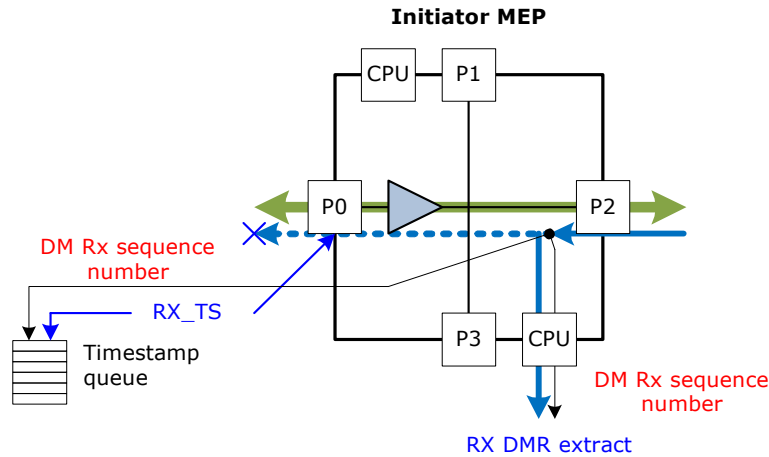 Initiator MEP
CPU
P1
P0
P2
DM Rx sequence
number
RX_TS
Timestamp
queue
P3
CPU
DM Rx sequence
number
RX DMR extract